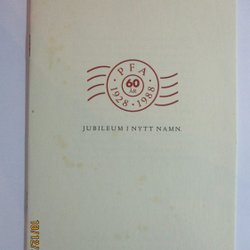 PFA
60
ÅR
1928 · 1988
JUBILEUM I NYTT NAMN.